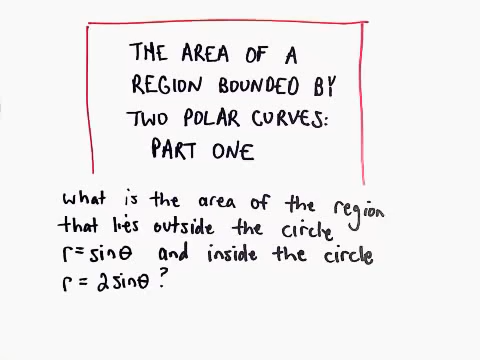 THE AREA OF A
REGION BOUNDED BY
TWO POLAR CURVES:
PART ONE
what is the area of the region
that lies outside the circle
r=sinθ and inside the circle
r = 2sinθ?